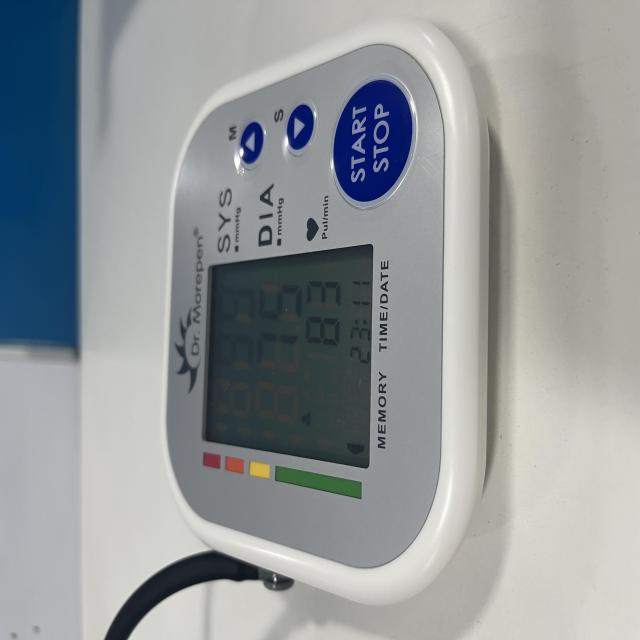 Dr. Morepen®
SYS
mmHg
DIA
mmHg
Pul/min
83
23:11
M
S
START
STOP
MEMORY TIME/DATE